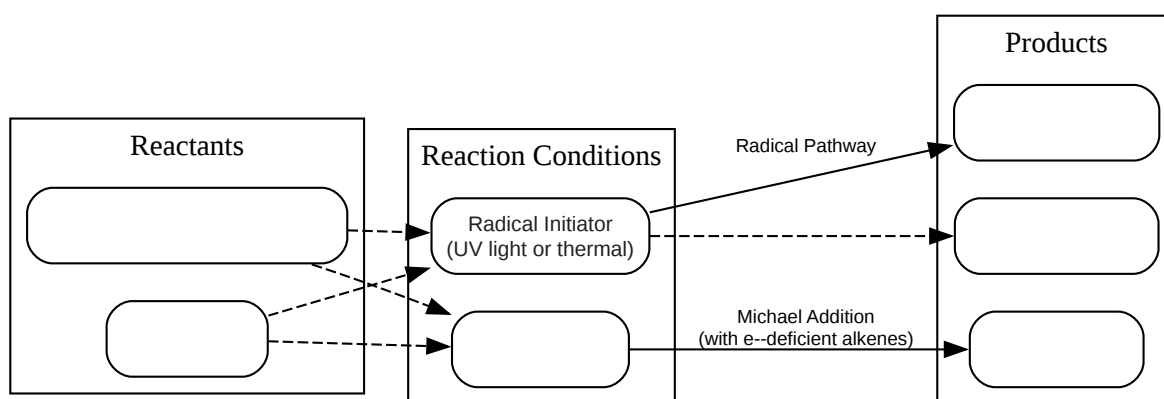 Products
Reactants
Reaction Conditions
Radical Pathway
Radical Initiator
(UV light or thermal)
Michael Addition
(with e--deficient alkenes)